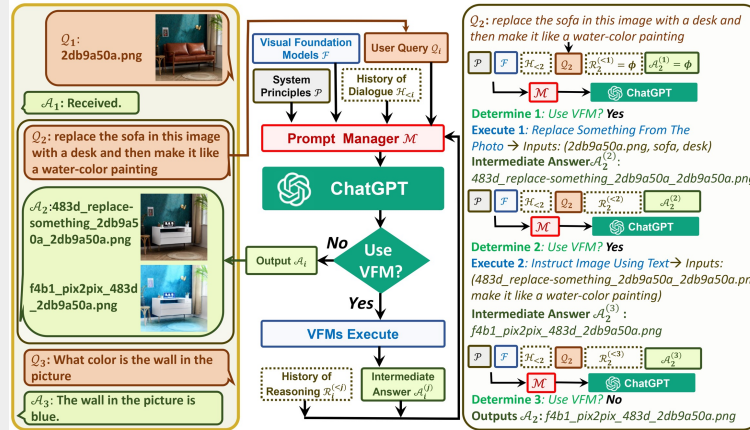 Q₁:
2db9a50a.png
A₁: Received.
Q₂: replace the sofa in this image
with a desk and then make it like
a water-color painting
A₂:483d_replace-
something_2db9a5
0a_2db9a50a.png
f4b1_pix2pix_483d
_2db9a50a.png
Q₃: What color is the wall in the
picture
A₃: The wall in the picture is
blue.
Visual Foundation
Models F
User Query Qᵢ
System
Principles P
History of
Dialogue H<ᵢ
Prompt Manager M
ChatGPT
Use
VFM?
No
Output Aᵢ
Yes
VFMs Execute
History of
Reasoning Rᵢ^(<j)
Intermediate
Answer Aᵢ^(j)
Q₂: replace the sofa in this image with a desk and
then make it like a water-color painting
P F H<2 Q₂ R₂^(<1) = ϕ A₂^(1) = ϕ
M ChatGPT
Determine 1: Use VFM? Yes
Execute 1: Replace Something From The
Photo → Inputs: (2db9a50a.png, sofa, desk)
Intermediate Answer A₂^(2):
483d_replace-something_2db9a50a_2db9a50a.png
P F H<2 Q₂ R₂^(<2) A₂^(2)
M ChatGPT
Determine 2: Use VFM? Yes
Execute 2: Instruct Image Using Text→ Inputs:
(483d_replace-something_2db9a50a_2db9a50a.pn
make it like a water-color painting)
Intermediate Answer A₂^(3) :
f4b1_pix2pix_483d_2db9a50a.png
P F H<2 Q₂ R₂^(<3) A₂^(3)
M ChatGPT
Determine 3: Use VFM? No
Outputs A₂: f4b1_pix2pix_483d_2db9a50a.png